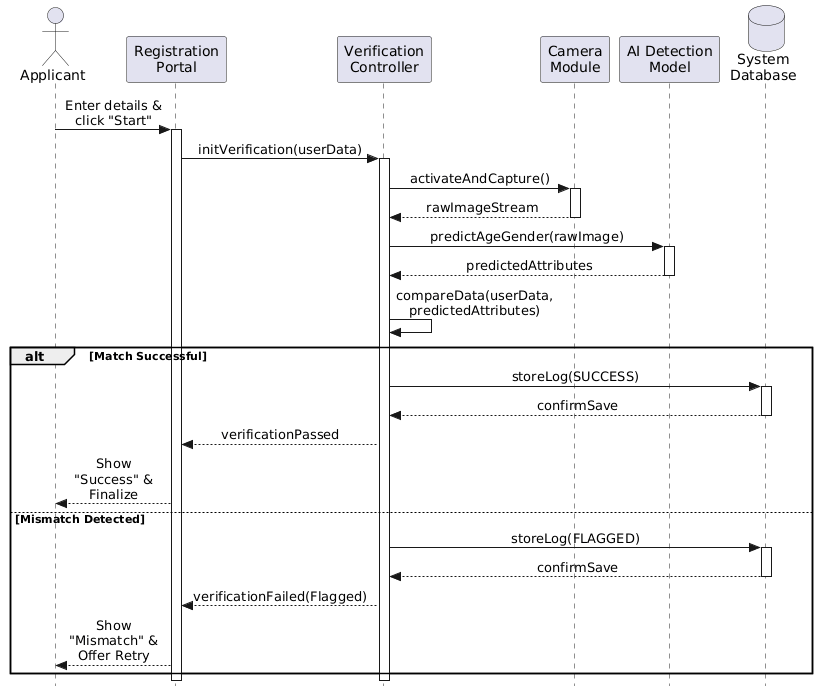 Applicant
Registration
Portal
Verification
Controller
Camera
Module
AI Detection
Model
System
Database
Enter details &
click "Start"
initVerification(userData)
activateAndCapture()
rawImageStream
predictAgeGender(rawImage)
predictedAttributes
compareData(userData,
predictedAttributes)
alt
[Match Successful]
storeLog(SUCCESS)
confirmSave
verificationPassed
Show
"Success" &
Finalize
[Mismatch Detected]
storeLog(FLAGGED)
confirmSave
verificationFailed(Flagged)
Show
"Mismatch" &
Offer Retry